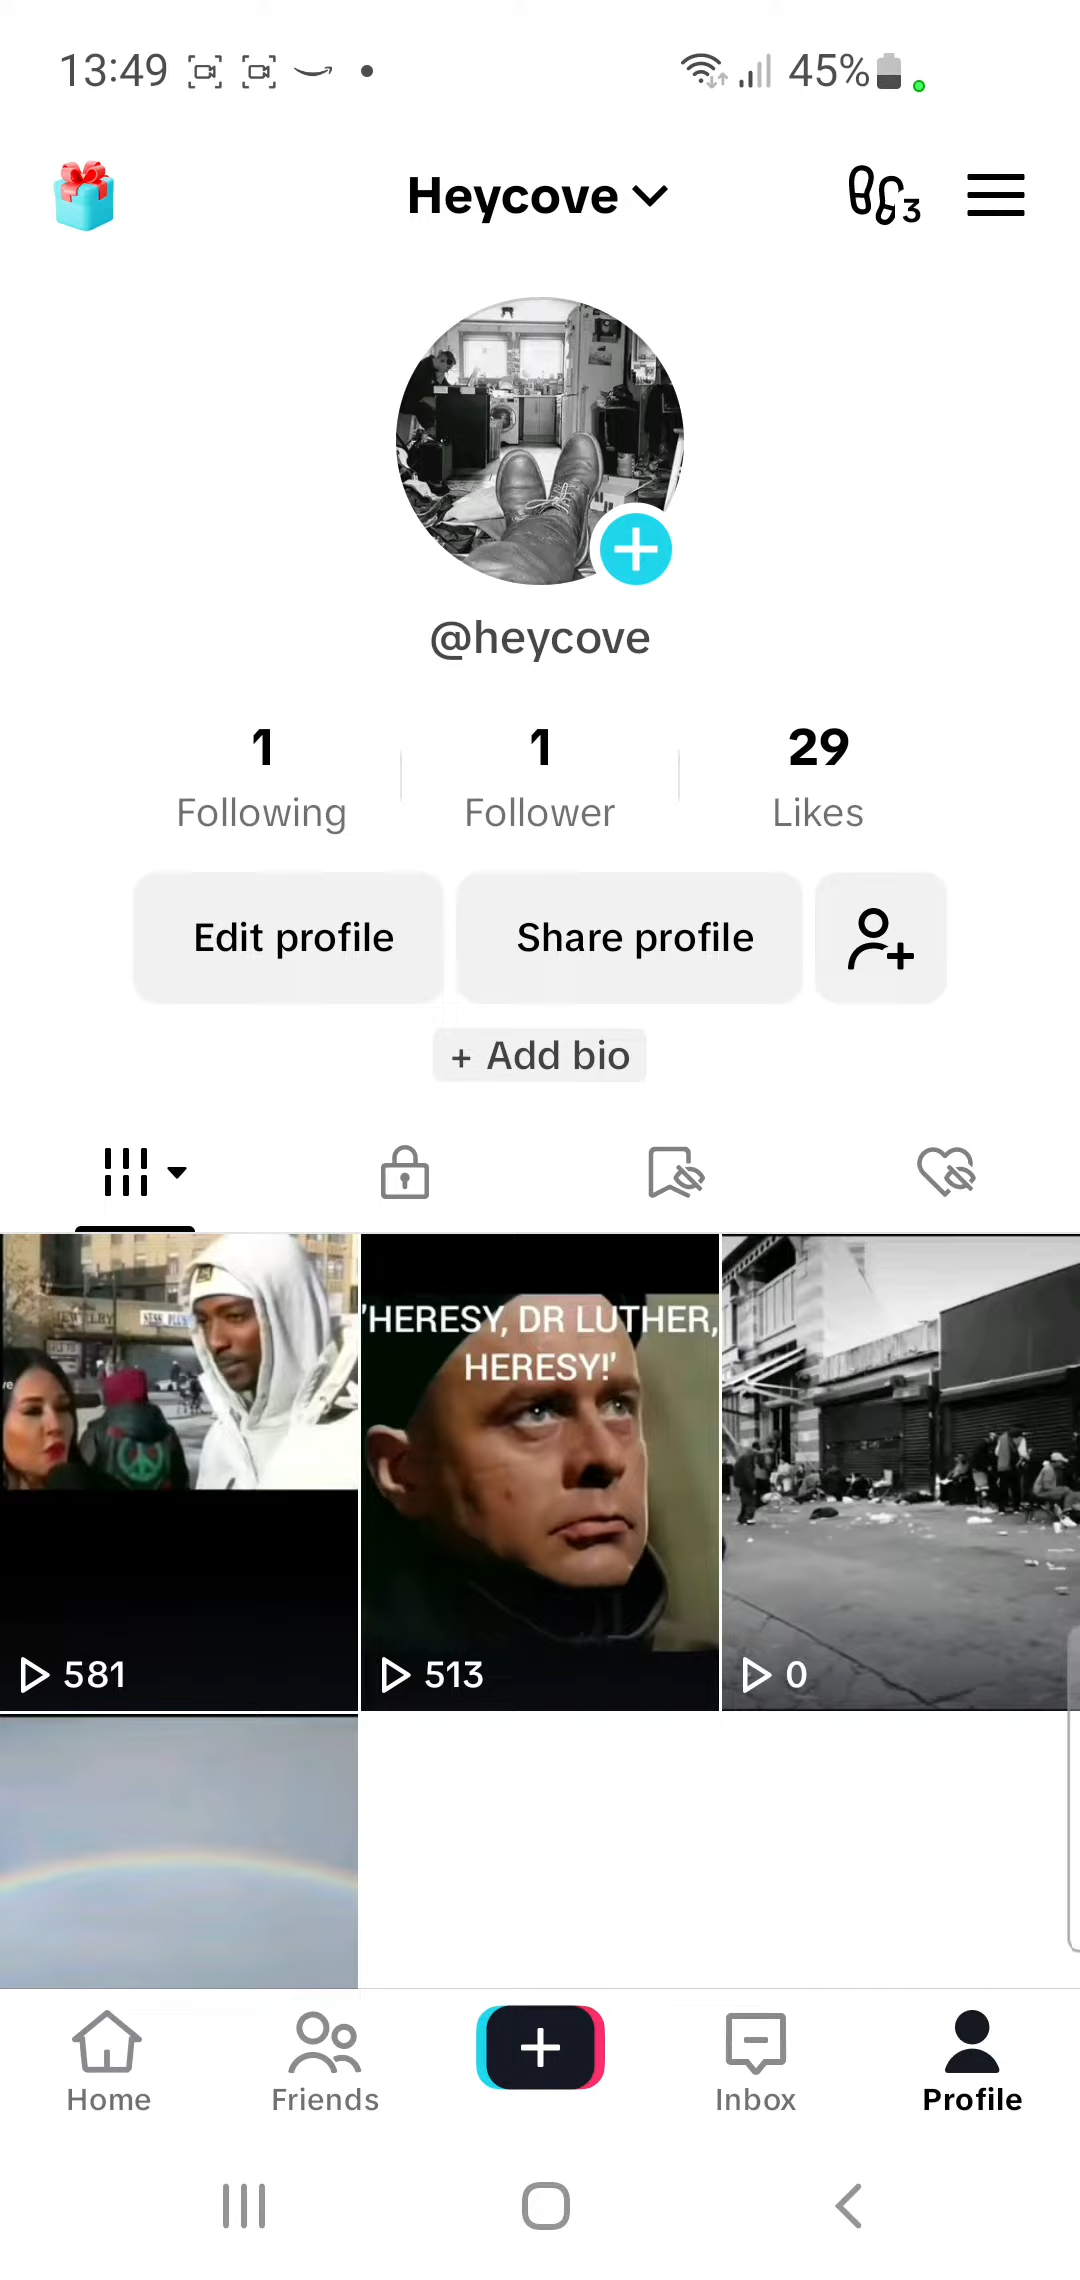 13:49
45%
Heycove
3
@heycove
1 1 29
Following Follower Likes
Edit profile Share profile
+ Add bio
'HERESY, DR LUTHER,
HERESY!'
581 513 0
Home Friends Inbox Profile